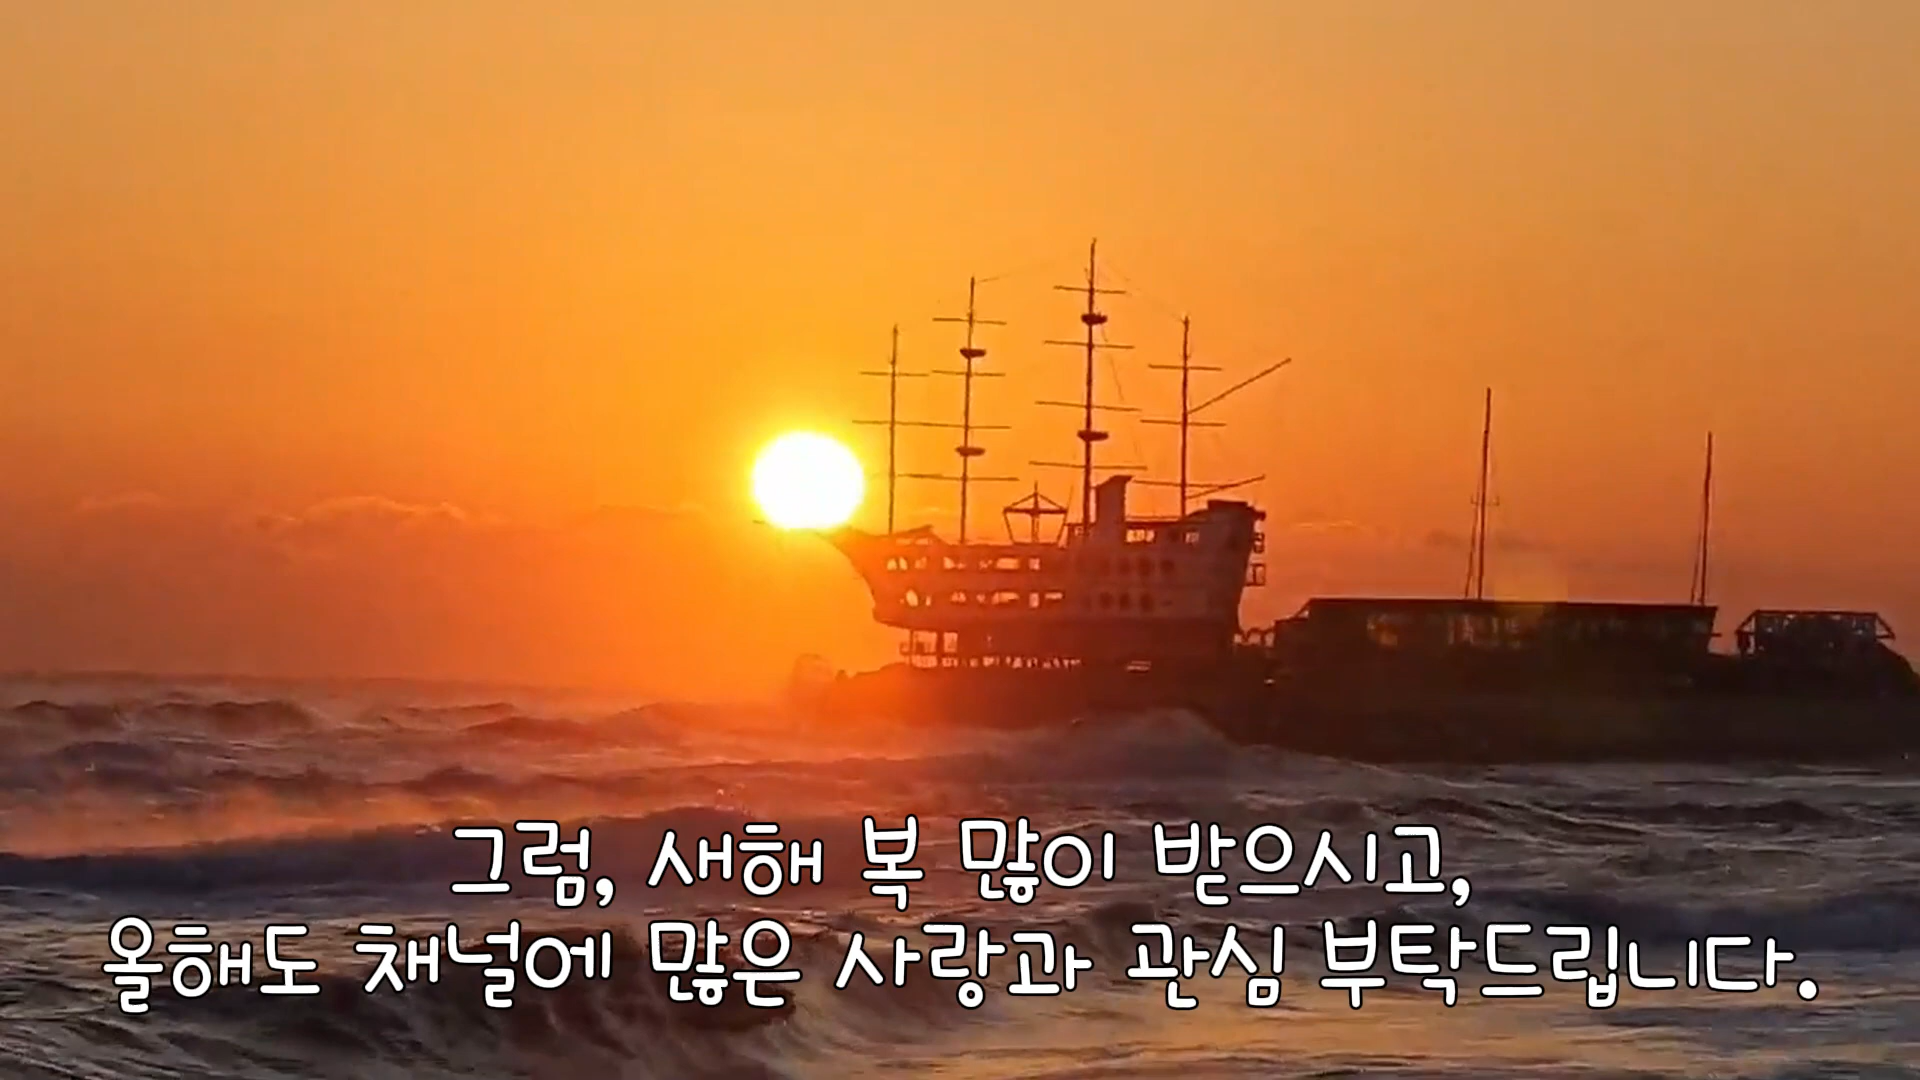 그럼, 새해 복 많이 받으시고,
올해도 채널에 많은 사랑과 관심 부탁드립니다.